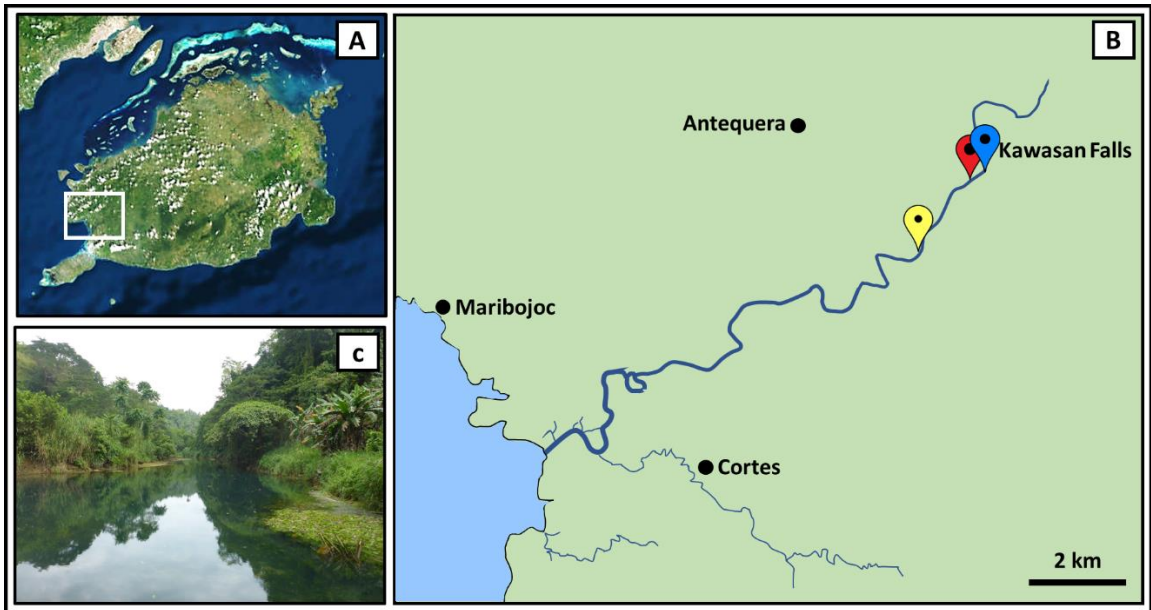 A
B
Antequera
Kawasan Falls
Maribojoc
c
Cortes
2 km